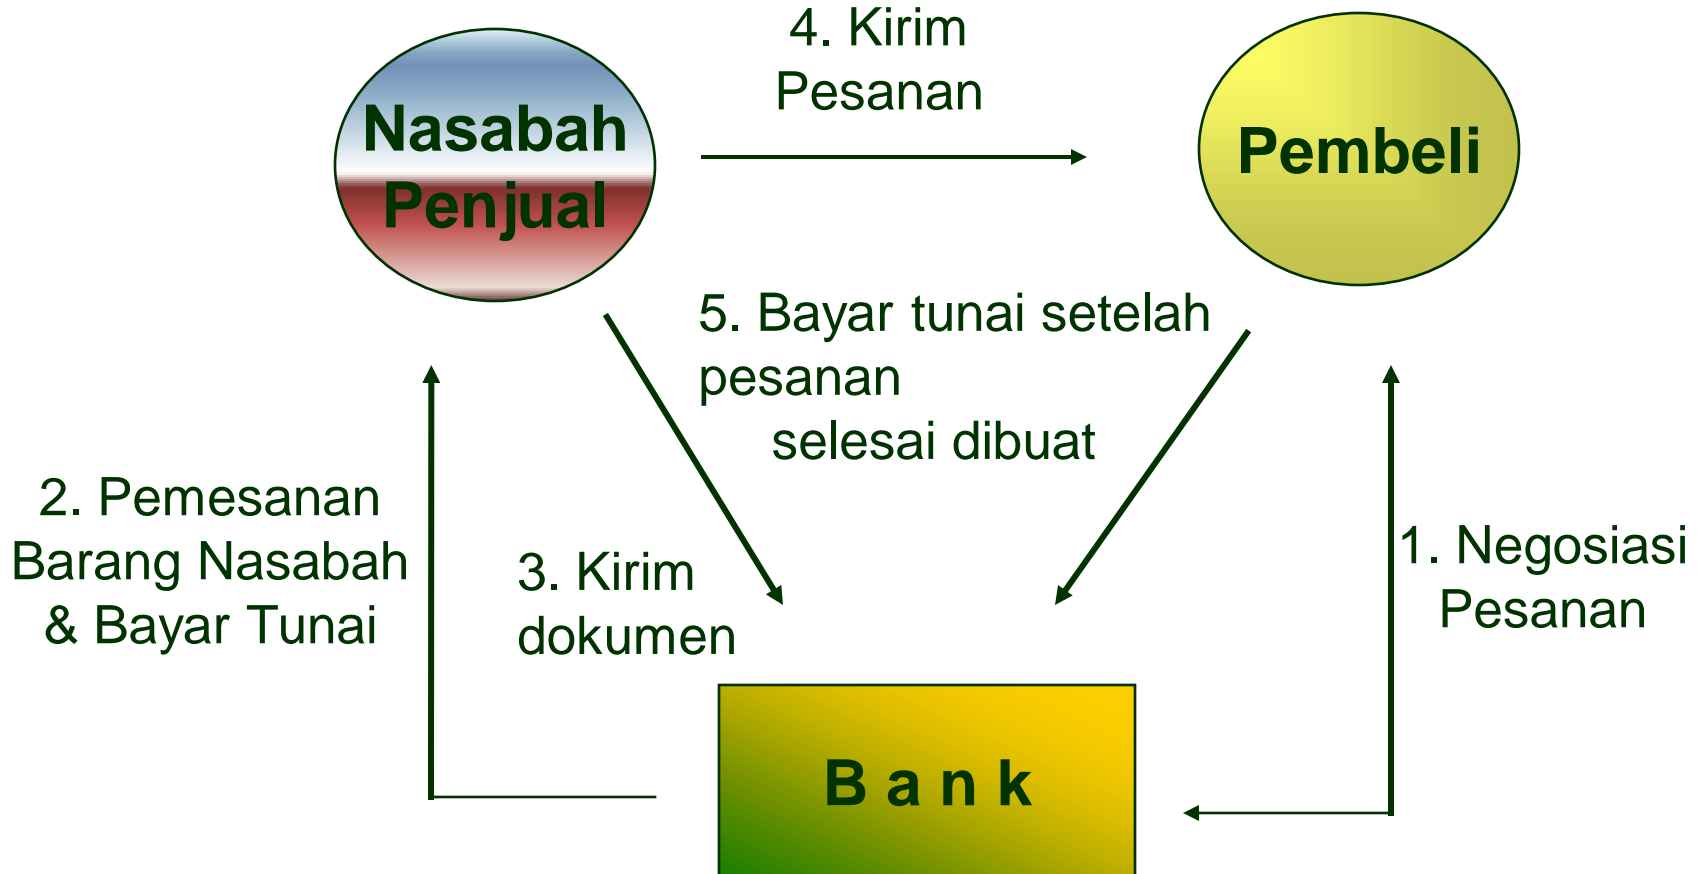 4. Kirim
Pesanan
Nasabah
Penjual
Pembeli
5. Bayar tunai setelah
pesanan
selesai dibuat
2. Pemesanan
Barang Nasabah
& Bayar Tunai
3. Kirim
dokumen
1. Negosiasi
Pesanan
B a n k